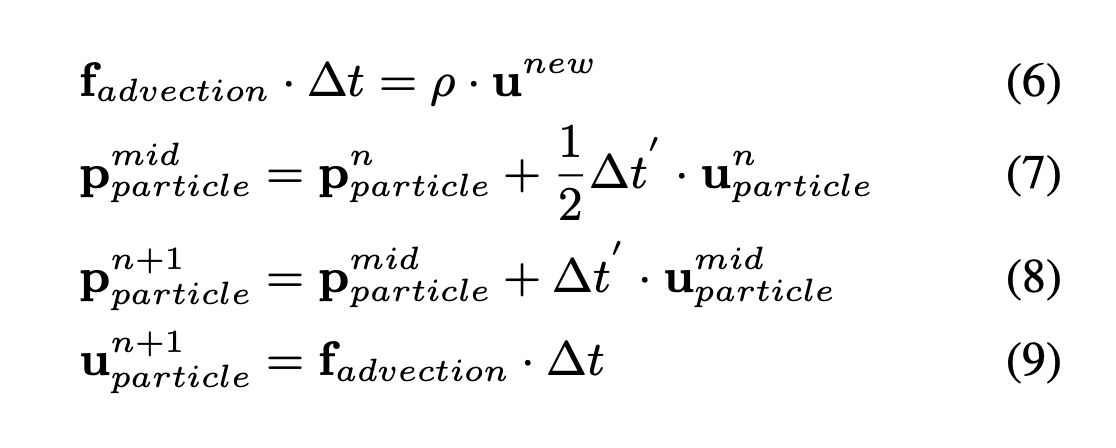 $\mathbf{f}_{advection} \cdot \Delta t = \rho \cdot \mathbf{u}^{new}$ (6)
$\mathbf{p}^{mid}_{particle} = \mathbf{p}^{n}_{particle} + \frac{1}{2} \Delta t^{'} \cdot \mathbf{u}^{n}_{particle}$ (7)
$\mathbf{p}^{n+1}_{particle} = \mathbf{p}^{mid}_{particle} + \Delta t^{'} \cdot \mathbf{u}^{mid}_{particle}$ (8)
$\mathbf{u}^{n+1}_{particle} = \mathbf{f}_{advection} \cdot \Delta t$ (9)